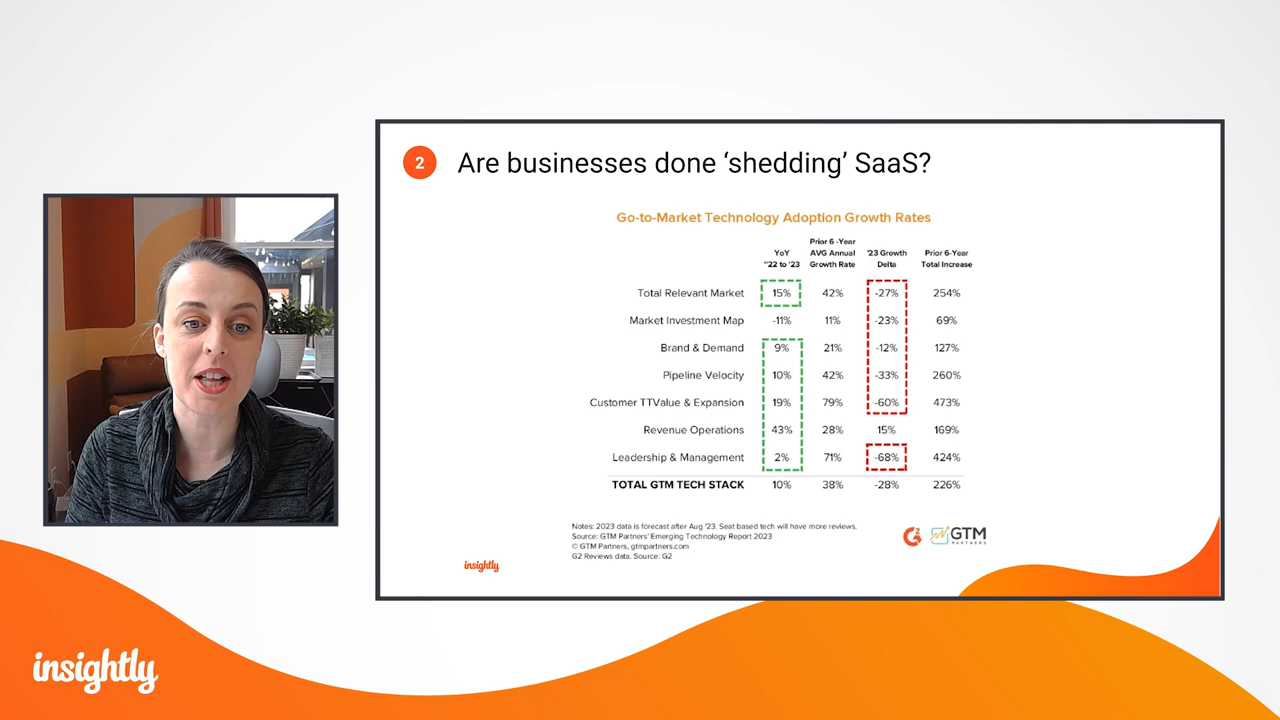 2 Are businesses done ‘shedding’ SaaS?
Go-to-Market Technology Adoption Growth Rates
YoY "22 to '23 Prior 6 -Year AVG Annual Growth Rate '23 Growth Delta Prior 6-Year Total Increase
Total Relevant Market 15% 42% -27% 254%
Market Investment Map -11% 11% -23% 69%
Brand & Demand 9% 21% -12% 127%
Pipeline Velocity 10% 42% -33% 260%
Customer TTValue & Expansion 19% 79% -60% 473%
Revenue Operations 43% 28% 15% 169%
Leadership & Management 2% 71% -68% 424%
TOTAL GTM TECH STACK 10% 38% -28% 226%
Notes: 2023 data is forecast after Aug '23. Seat based tech will have more reviews.
Source: GTM Partners' Emerging Technology Report 2023
© GTM Partners, gtmpartners.com
G2 Reviews data. Source: G2
G2 GTM
PARTNERS
insightly
insightly